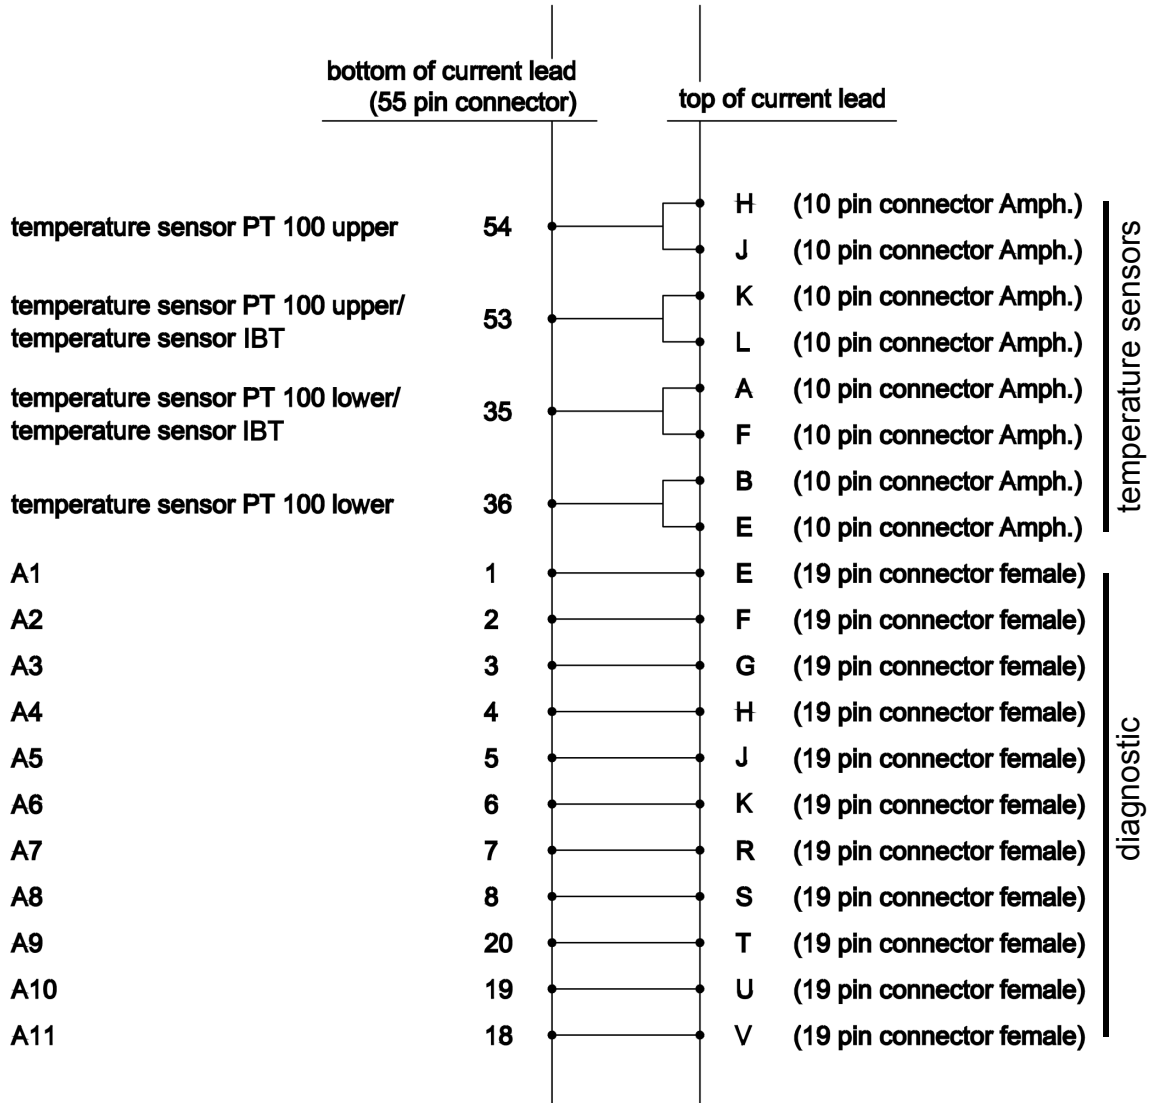 bottom of current lead
(55 pin connector)
top of current lead
H (10 pin connector Amph.)
temperature sensor PT 100 upper 54
J (10 pin connector Amph.)
K (10 pin connector Amph.)
temperature sensor PT 100 upper/
temperature sensor IBT 53
L (10 pin connector Amph.)
A (10 pin connector Amph.)
temperature sensor PT 100 lower/
temperature sensor IBT 35
F (10 pin connector Amph.)
B (10 pin connector Amph.)
temperature sensor PT 100 lower 36
E (10 pin connector Amph.)
temperature sensors
A1 1 E (19 pin connector female)
A2 2 F (19 pin connector female)
A3 3 G (19 pin connector female)
A4 4 H (19 pin connector female)
A5 5 J (19 pin connector female)
A6 6 K (19 pin connector female)
A7 7 R (19 pin connector female)
A8 8 S (19 pin connector female)
A9 20 T (19 pin connector female)
A10 19 U (19 pin connector female)
A11 18 V (19 pin connector female)
diagnostic